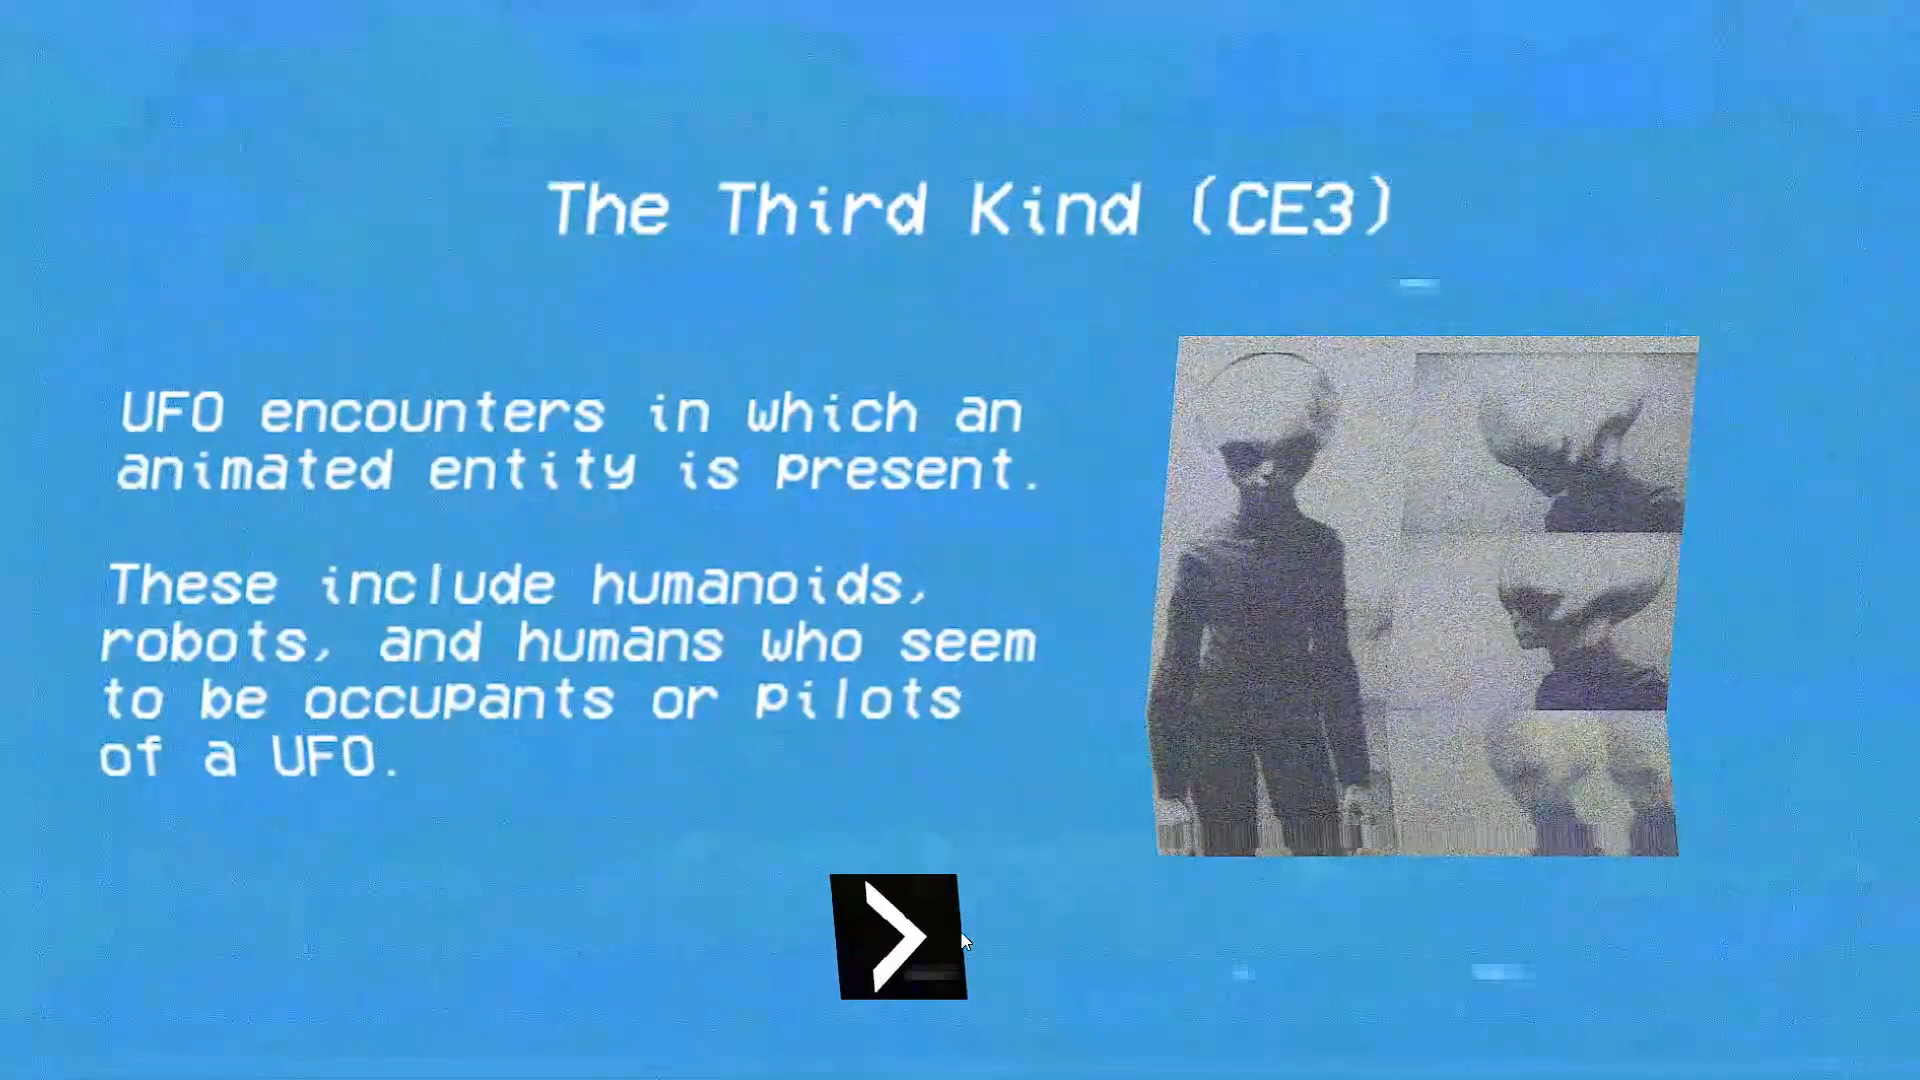 The Third Kind (CE3)
UFO encounters in which an
animated entity is present.
These include humanoids,
robots, and humans who seem
to be occupants or pilots
of a UFO.